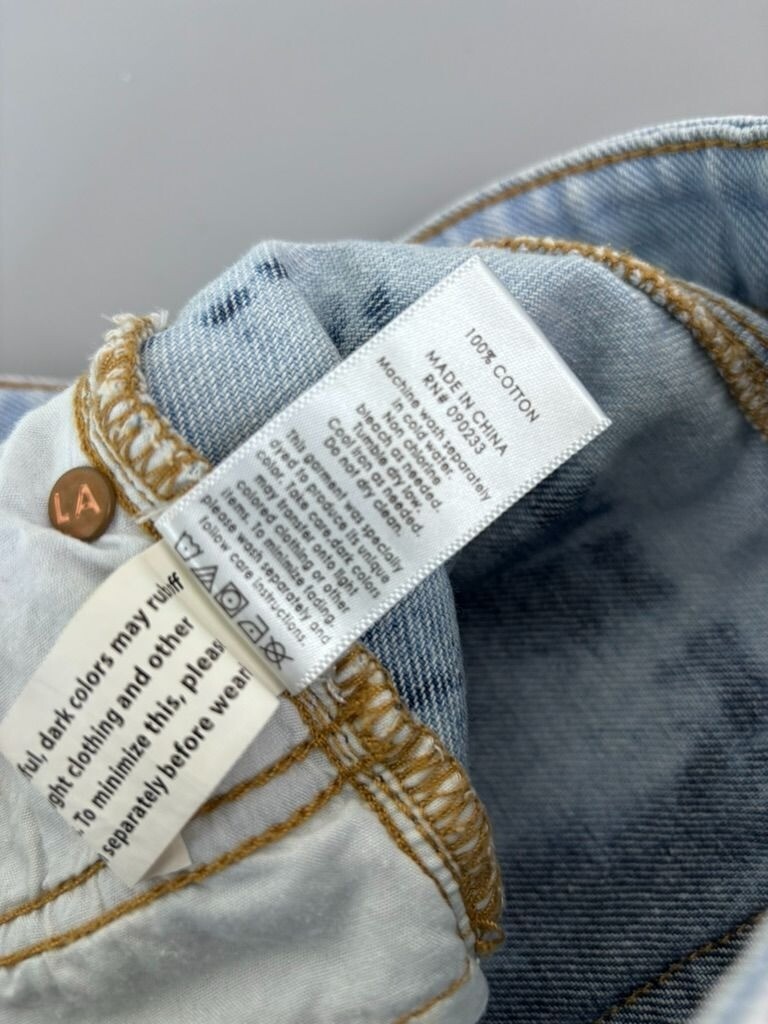 100% COTTON
MADE IN CHINA
RN# 090233
Machine wash separately
in cold water.
Non chlorine
bleach as needed.
Tumble dry low.
Cool iron as needed.
Do not dry clean.
This garment was specially
dyed to produce its unique
color. Take care, dark colors
may transfer onto light
colored clothing or other
items. To minimize fading,
please wash separately and
follow care instructions.
LA
ful, dark colors may rub off
ght clothing and other
. To minimize this, pleas
separately before wear